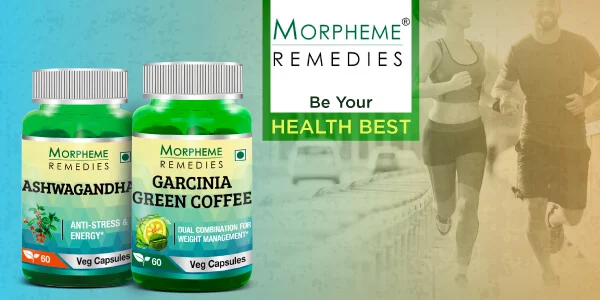 MORPHEME®
REMEDIES
Be Your
HEALTH BEST
MORPHEME
REMEDIES
ASHWAGANDHA
ANTI-STRESS &
ENERGY*
60
Veg Capsules
MORPHEME
REMEDIES
GARCINIA
GREEN COFFEE
DUAL COMBINATION FOR
WEIGHT MANAGEMENT*
60
Veg Capsules